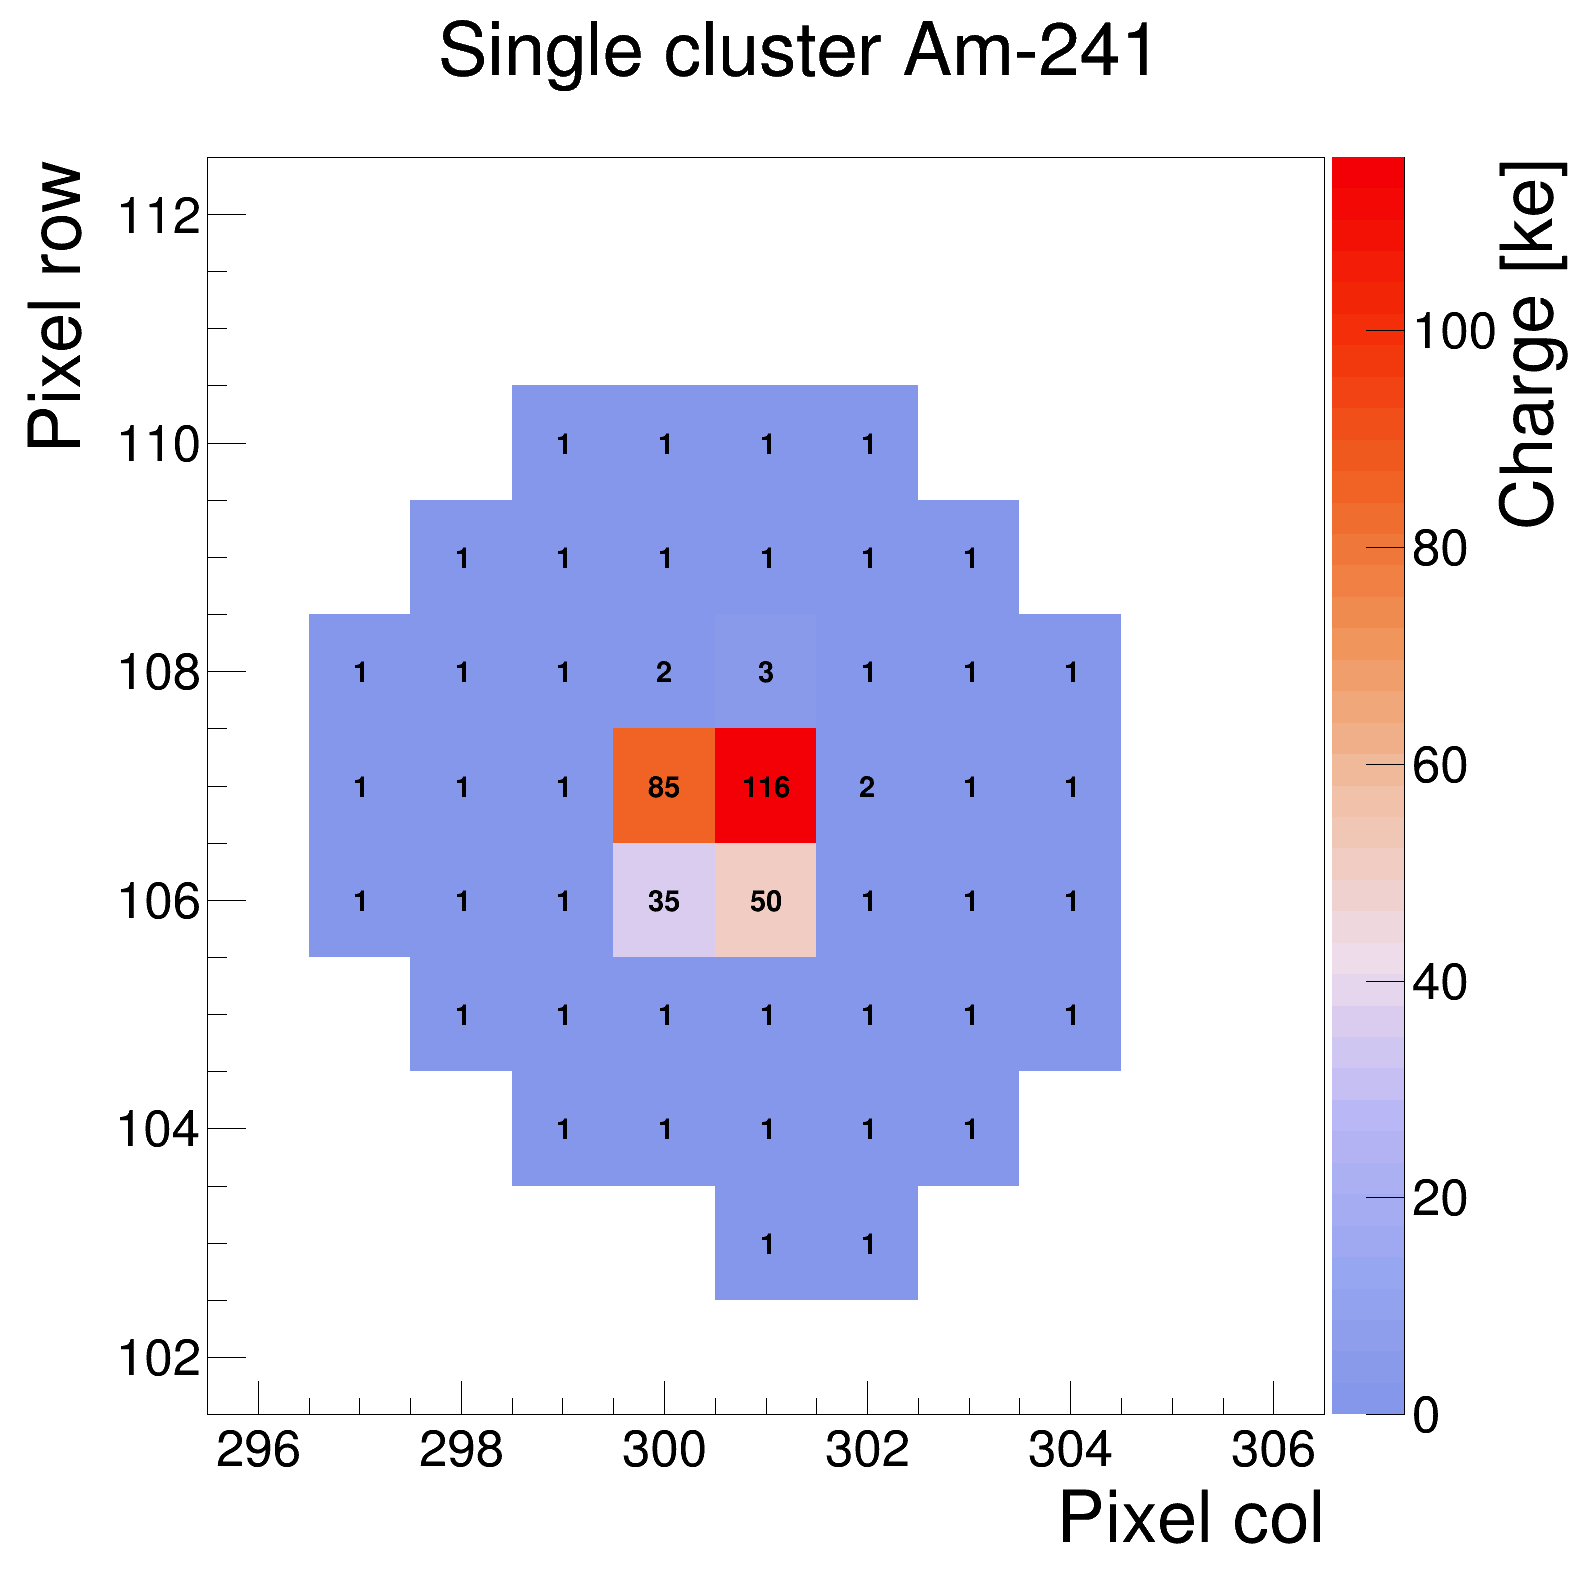 Single cluster Am-241
Pixel row
Charge [ke]
112
110
108
106
104
102
1 1 1 1
1 1 1 1 1 1
1 1 1 2 3 1 1 1
1 1 1 85 116 2 1 1
1 1 1 35 50 1 1 1
1 1 1 1 1 1 1
1 1 1 1 1
1 1
100
80
60
40
20
0
296 298 300 302 304 306
Pixel col